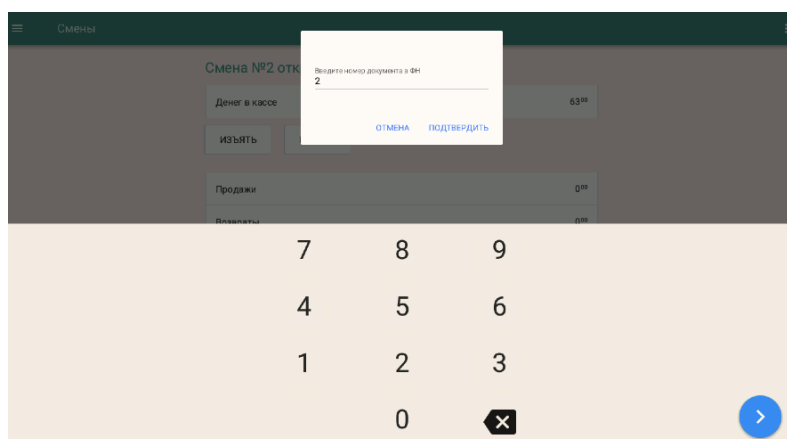 Смены
Смена №2 отк
Введите номер документа в ФН
2
Денег в кассе 63⁰⁰
ОТМЕНА ПОДТВЕРДИТЬ
ИЗЪЯТЬ
Продажи 0⁰⁰
Возвраты 0⁰⁰
7 8 9
4 5 6
1 2 3
0